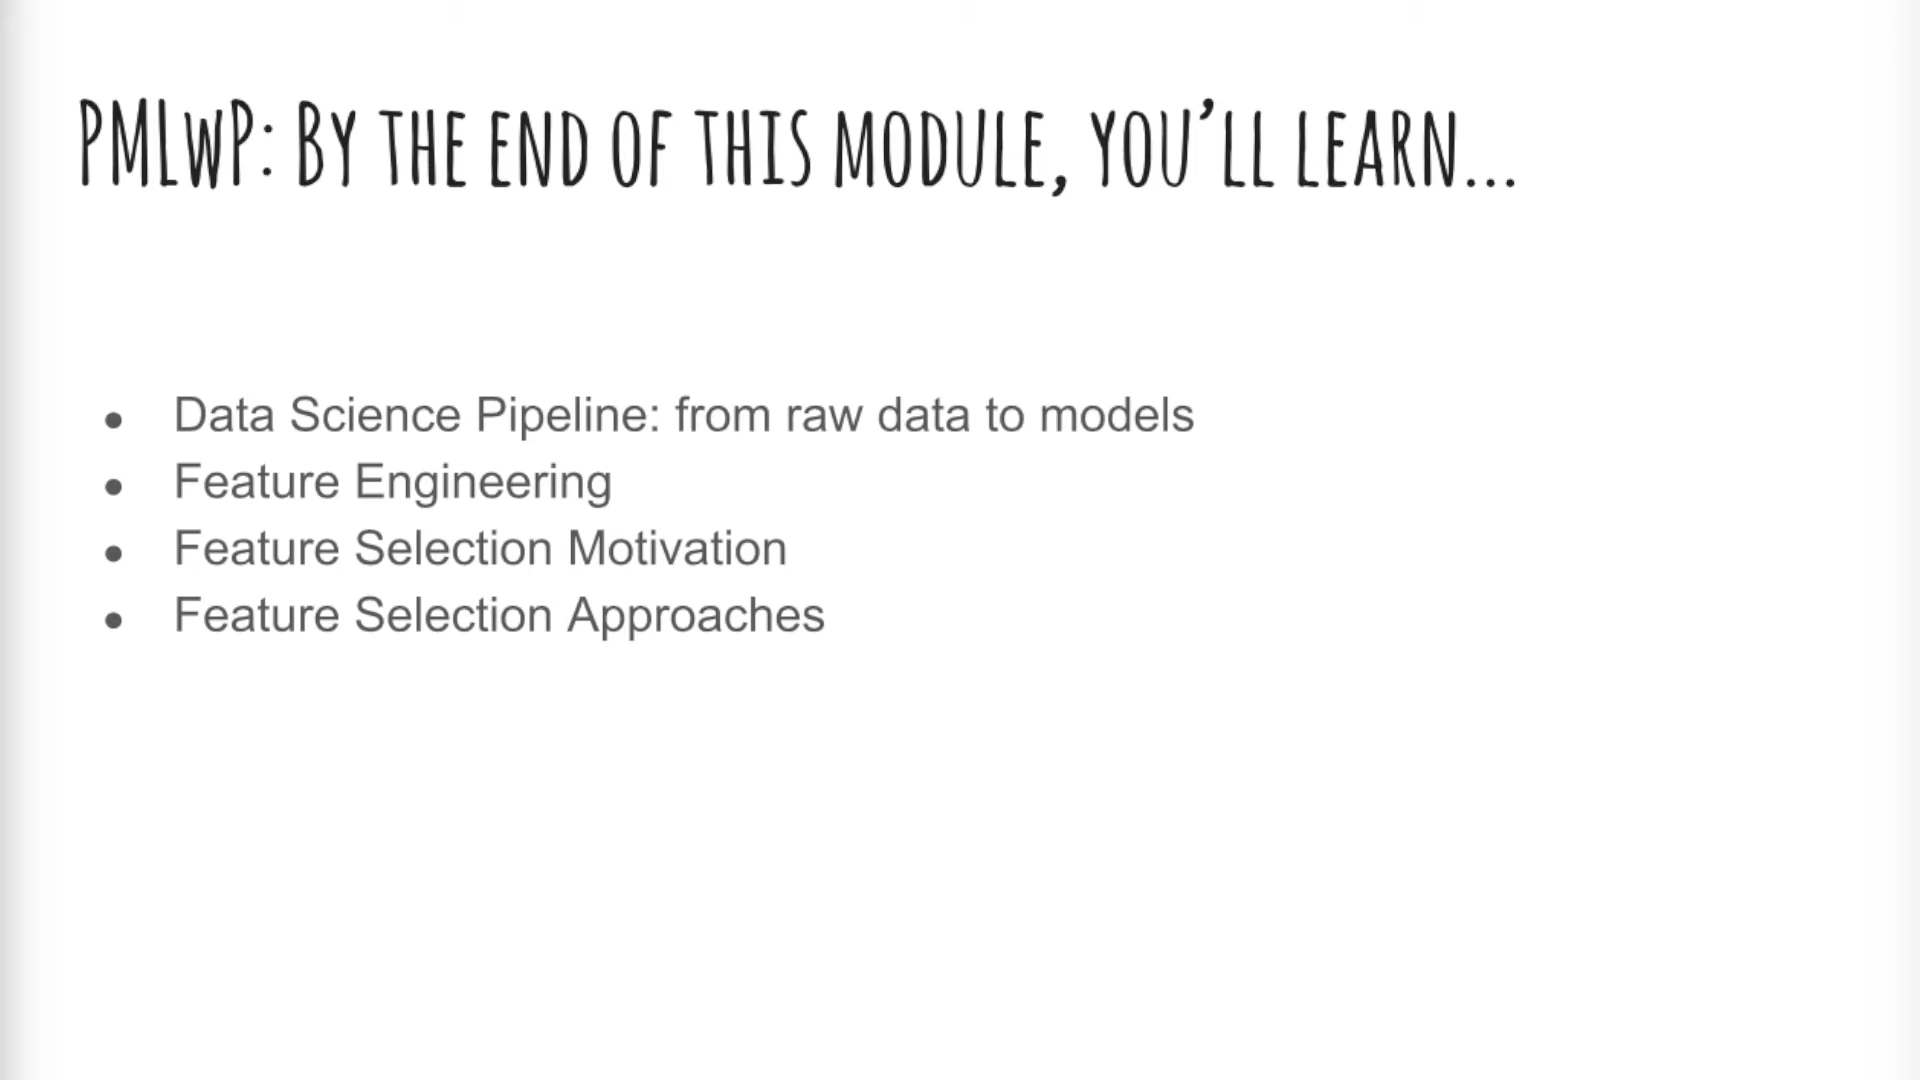 PMLwP: By the end of this module, you’ll learn...
● Data Science Pipeline: from raw data to models
● Feature Engineering
● Feature Selection Motivation
● Feature Selection Approaches